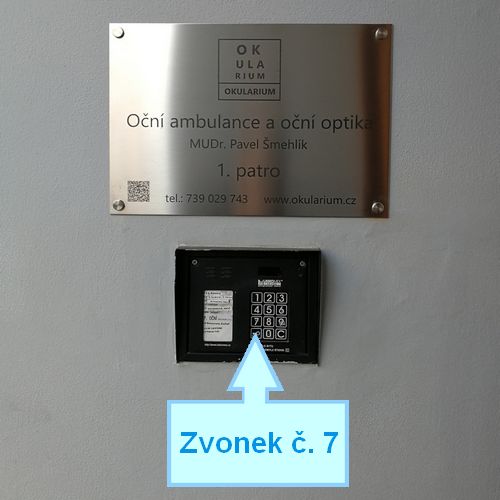 OK
ULA
RIUM
OKULARIUM
Oční ambulance a oční optika
MUDr. Pavel Šmehlík
1. patro
tel.: 739 029 743 www.okularium.cz
1 2 3
4 5 6
7 8 9
0 C
Zvonek č. 7